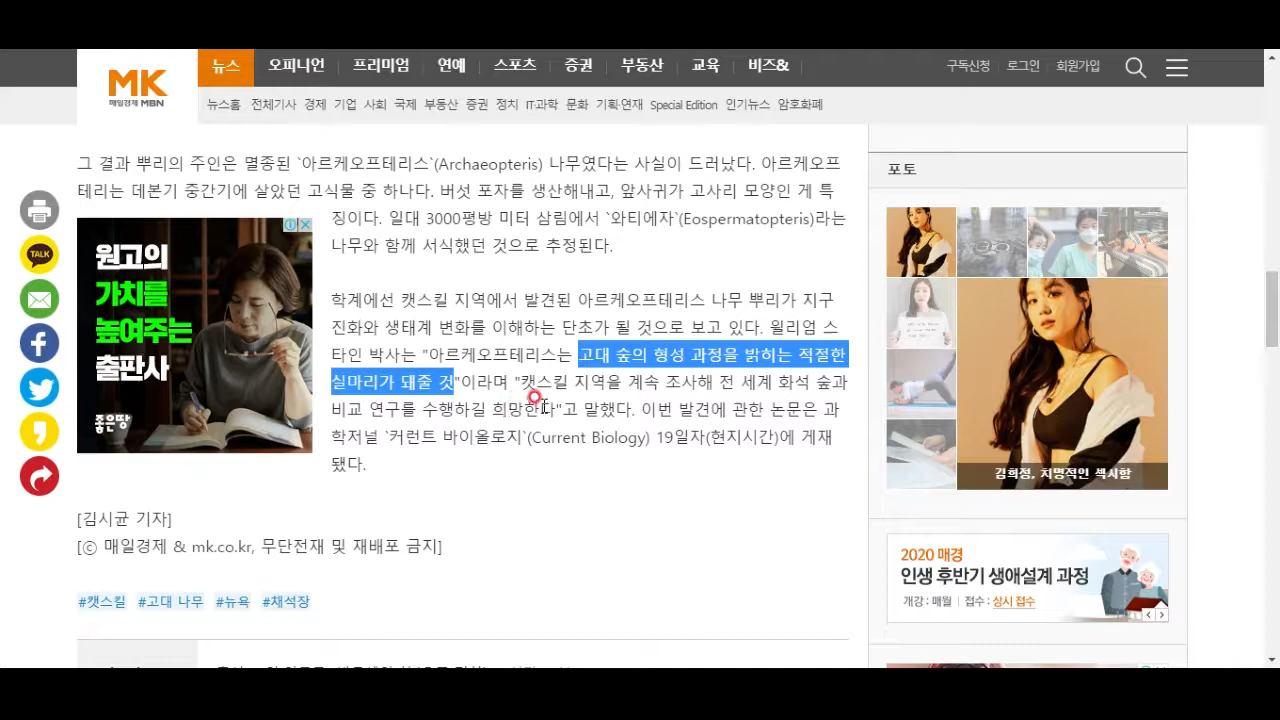 MK
매일경제 MBN
뉴스 오피니언 프리미엄 연예 스포츠 증권 부동산 교육 비즈&
구독신청 로그인 회원가입
뉴스홈 전체기사 경제 기업 사회 국제 부동산 증권 정치 IT·과학 문화 기획·연재 Special Edition 인기뉴스 암호화폐
그 결과 뿌리의 주인은 멸종된 `아르케오프테리스`(Archaeopteris) 나무였다는 사실이 드러났다. 아르케오프
테리는 데본기 중간기에 살았던 고식물 중 하나다. 버섯 포자를 생산해내고, 앞사귀가 고사리 모양인 게 특
징이다. 일대 3000평방 미터 삼림에서 `와티에자`(Eospermatopteris)라는
나무와 함께 서식했던 것으로 추정된다.
학계에선 캣스킬 지역에서 발견된 아르케오프테리스 나무 뿌리가 지구
진화와 생태계 변화를 이해하는 단초가 될 것으로 보고 있다. 윌리엄 스
타인 박사는 "아르케오프테리스는 고대 숲의 형성 과정을 밝히는 적절한
실마리가 돼줄 것"이라며 "캣스킬 지역을 계속 조사해 전 세계 화석 숲과
비교 연구를 수행하길 희망한다"고 말했다. 이번 발견에 관한 논문은 과
학저널 `커런트 바이올로지`(Current Biology) 19일자(현지시간)에 게재
됐다.
[김시균 기자]
[ⓒ 매일경제 & mk.co.kr, 무단전재 및 재배포 금지]
#캣스킬 #고대 나무 #뉴욕 #채석장
TALK
원고의
가치를
높여주는
출판사
좋은땅
포토
김희정, 치명적인 섹시함
2020 매경
인생 후반기 생애설계 과정
개강 : 매월 | 접수 : 상시 접수